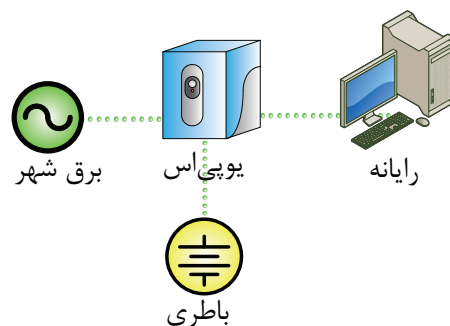 رایانه
یوپی‌اس
برق شهر
باطری